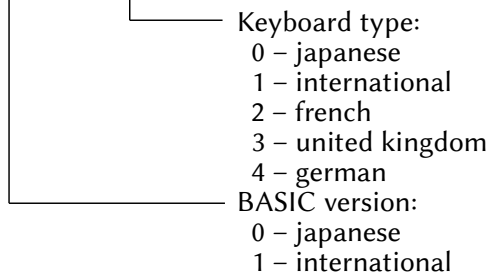 Keyboard type:
0 – japanese
1 – international
2 – french
3 – united kingdom
4 – german
BASIC version:
0 – japanese
1 – international